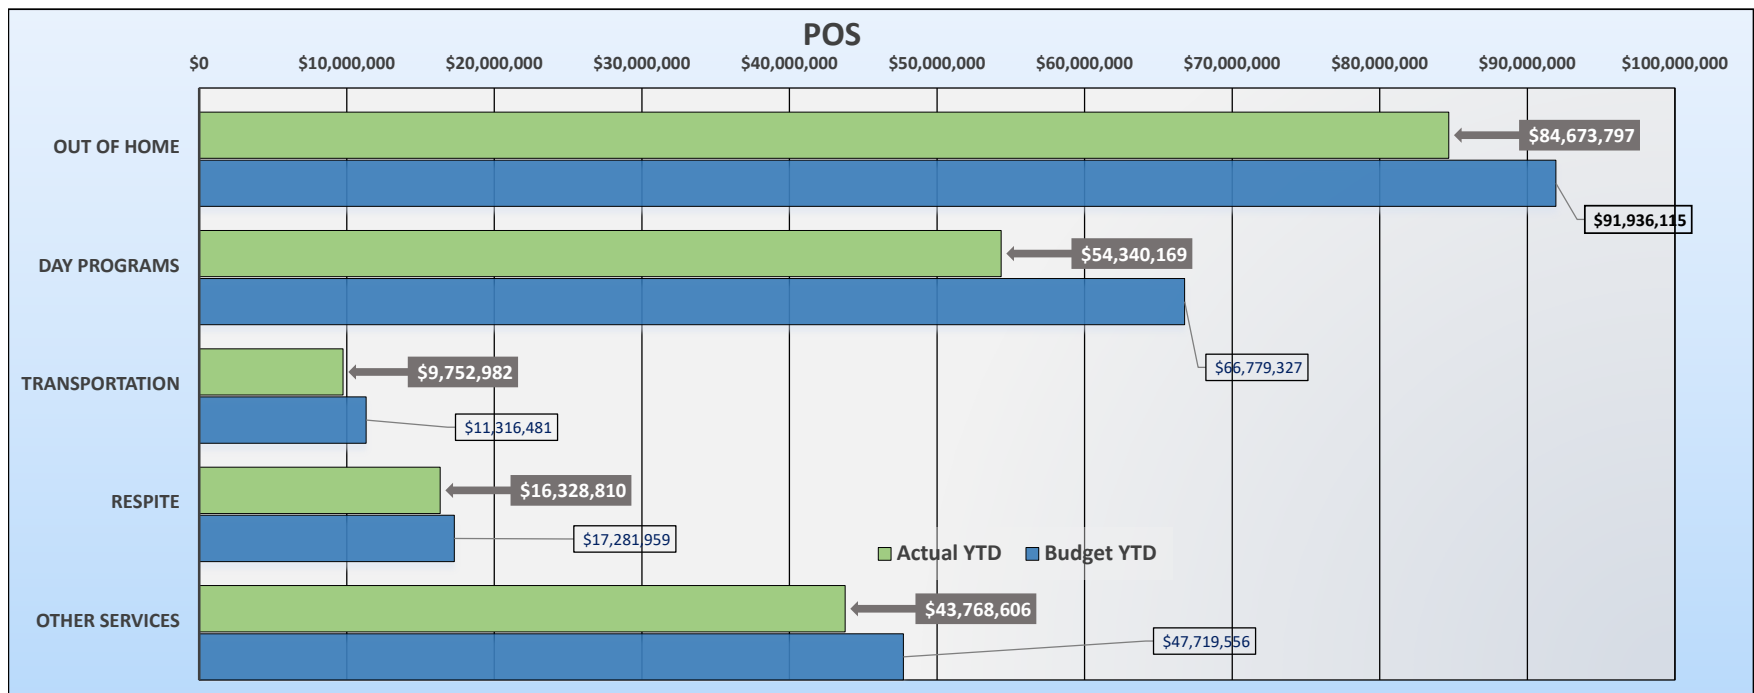 POS
$0 $10,000,000 $20,000,000 $30,000,000 $40,000,000 $50,000,000 $60,000,000 $70,000,000 $80,000,000 $90,000,000 $100,000,000
OUT OF HOME
$84,673,797
$91,936,115
DAY PROGRAMS
$54,340,169
$66,779,327
TRANSPORTATION
$9,752,982
$11,316,481
RESPITE
$16,328,810
$17,281,959
Actual YTD Budget YTD
OTHER SERVICES
$43,768,606
$47,719,556